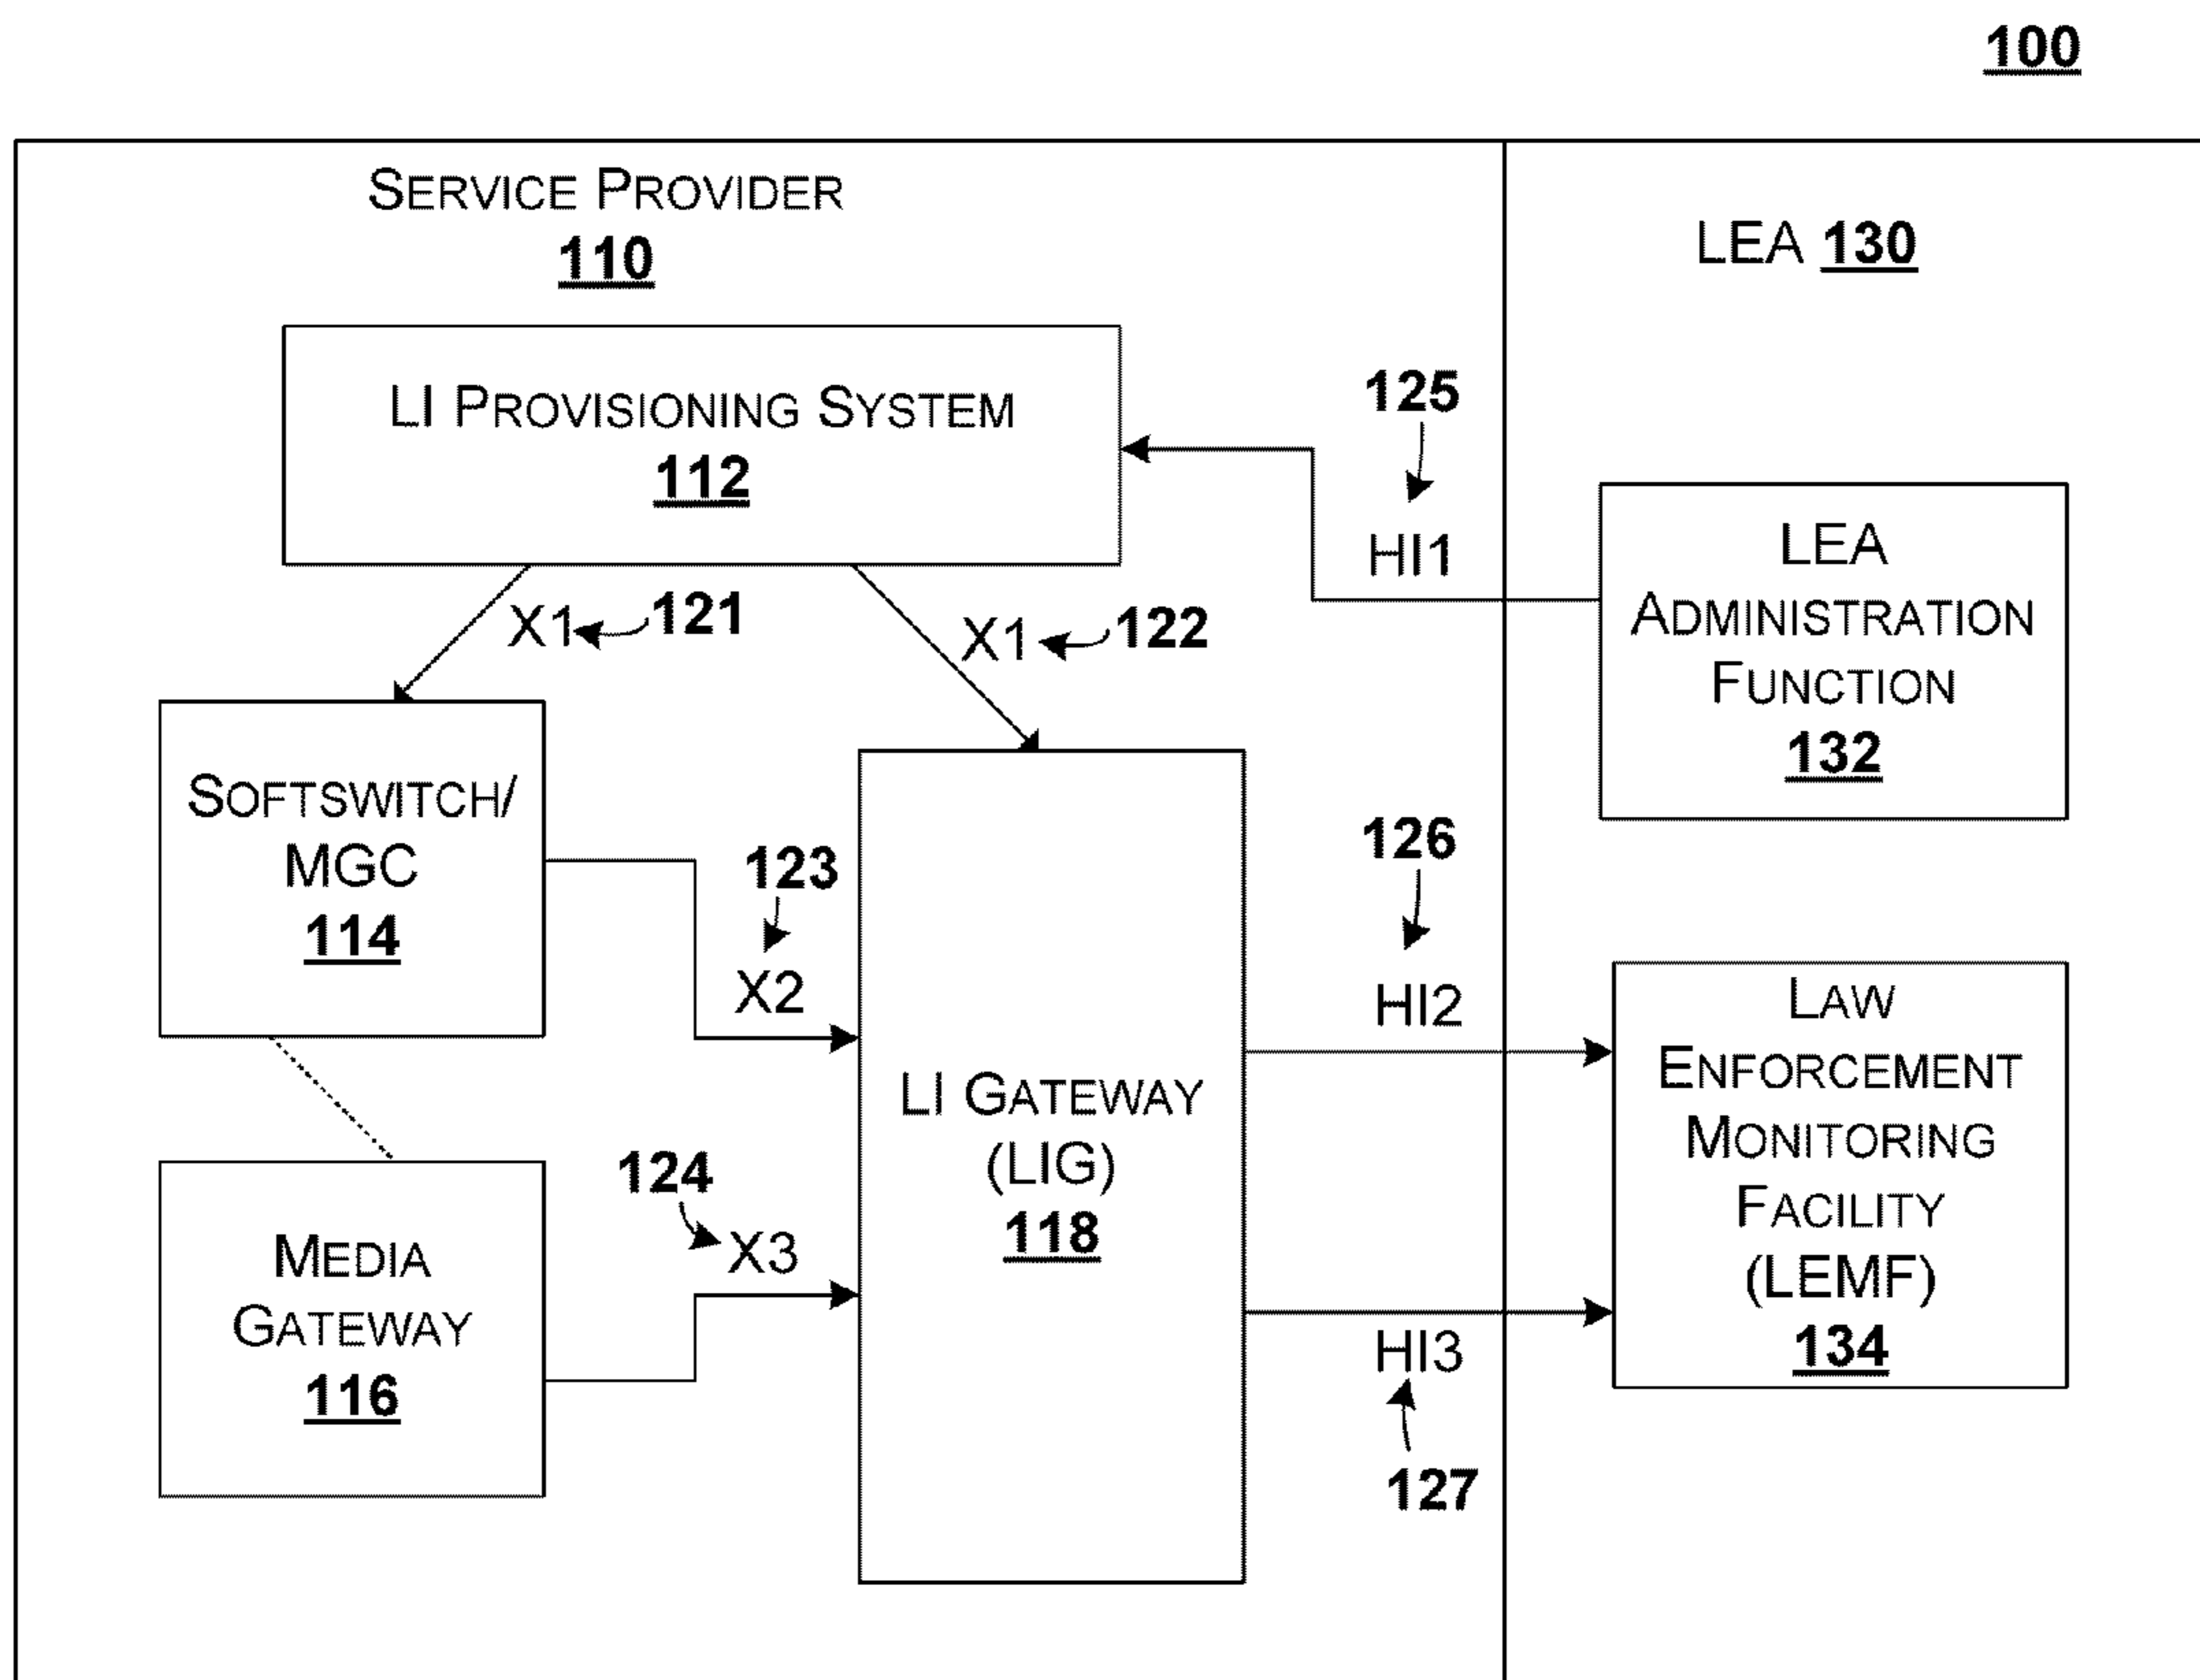 100
SERVICE PROVIDER
110
LEA 130
LI PROVISIONING SYSTEM
112
125
HI1
LEA
ADMINISTRATION
FUNCTION
132
X1
121
X1
122
SOFTSWITCH/
MGC
114
123
X2
126
HI2
LI GATEWAY
(LIG)
118
LAW
ENFORCEMENT
MONITORING
FACILITY
(LEMF)
134
124
X3
MEDIA
GATEWAY
116
HI3
127